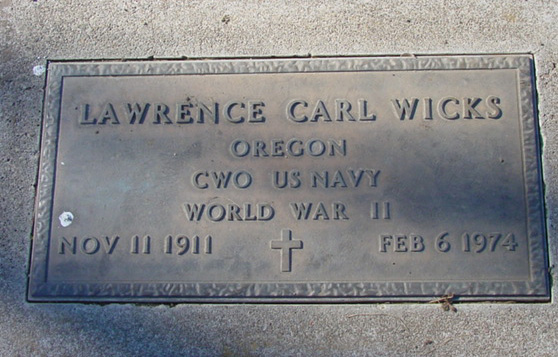 LAWRENCE CARL WICKS
OREGON
CWO US NAVY
WORLD WAR II
NOV 11 1911 FEB 6 1974